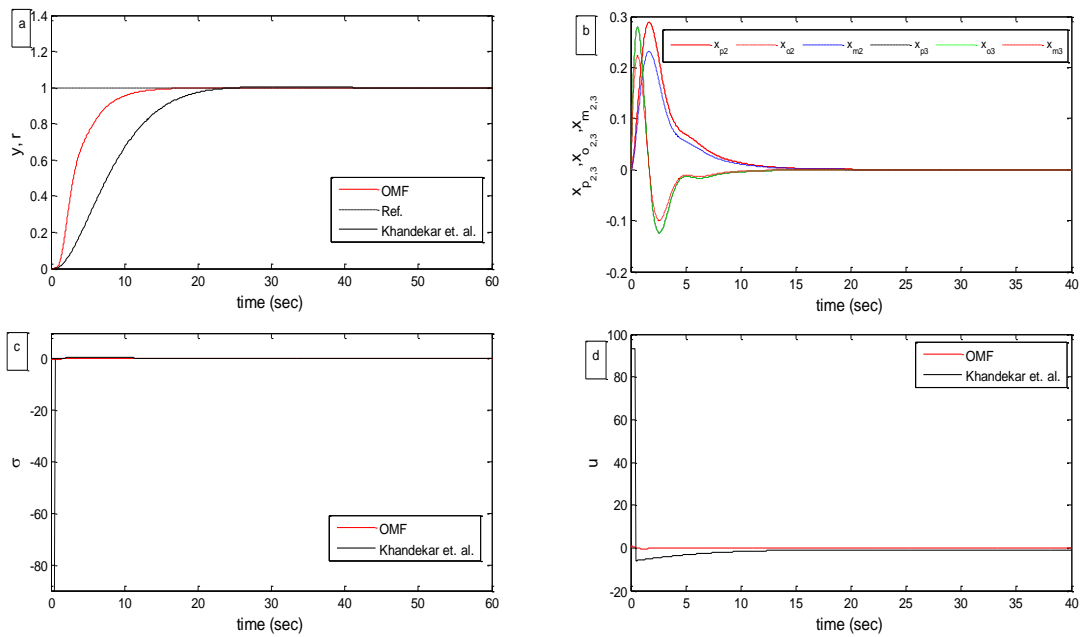 a
1.4
1.2
1
0.8
0.6
0.4
0.2
0
y, r
OMF
Ref.
Khandekar et. al.
0 10 20 30 40 50 60
time (sec)
b
0.3
0.2
0.1
0
-0.1
-0.2
x_p2,3 ,x_o2,3 ,x_m2,3
x_p2 x_o2 x_m2 x_p3 x_o3 x_m3
0 5 10 15 20 25 30 35 40
time (sec)
c
0
-20
-40
-60
-80
σ
OMF
Khandekar et. al.
0 10 20 30 40 50 60
time (sec)
d
100
80
60
40
20
0
-20
u
OMF
Khandekar et. al.
0 5 10 15 20 25 30 35 40
time (sec)